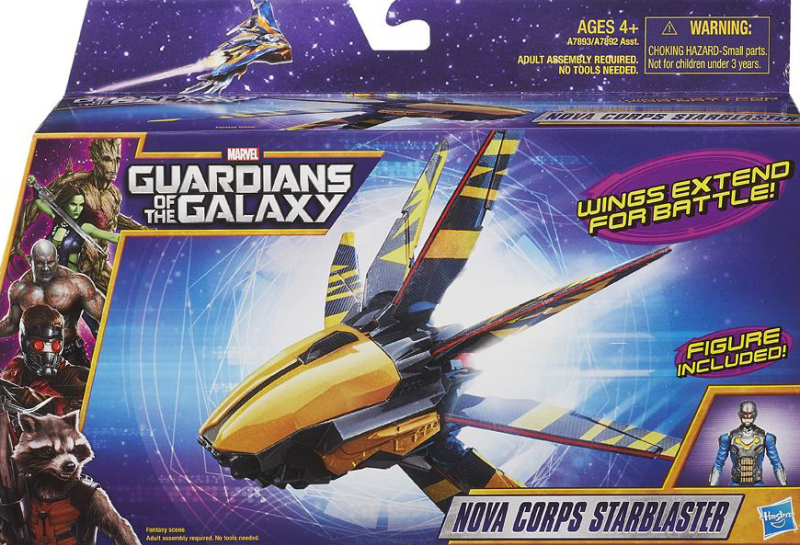 AGES 4+
A7893/A7892 Asst.
ADULT ASSEMBLY REQUIRED.
NO TOOLS NEEDED.
⚠ WARNING:
CHOKING HAZARD-Small parts.
Not for children under 3 years.
NOVA CORPS STARBLASTER
MARVEL
GUARDIANS
OF THE GALAXY
WINGS EXTEND
FOR BATTLE!
FIGURE
INCLUDED!
NOVA CORPS STARBLASTER
Hasbro
Fantasy scene.
Adult assembly required. No tools needed.